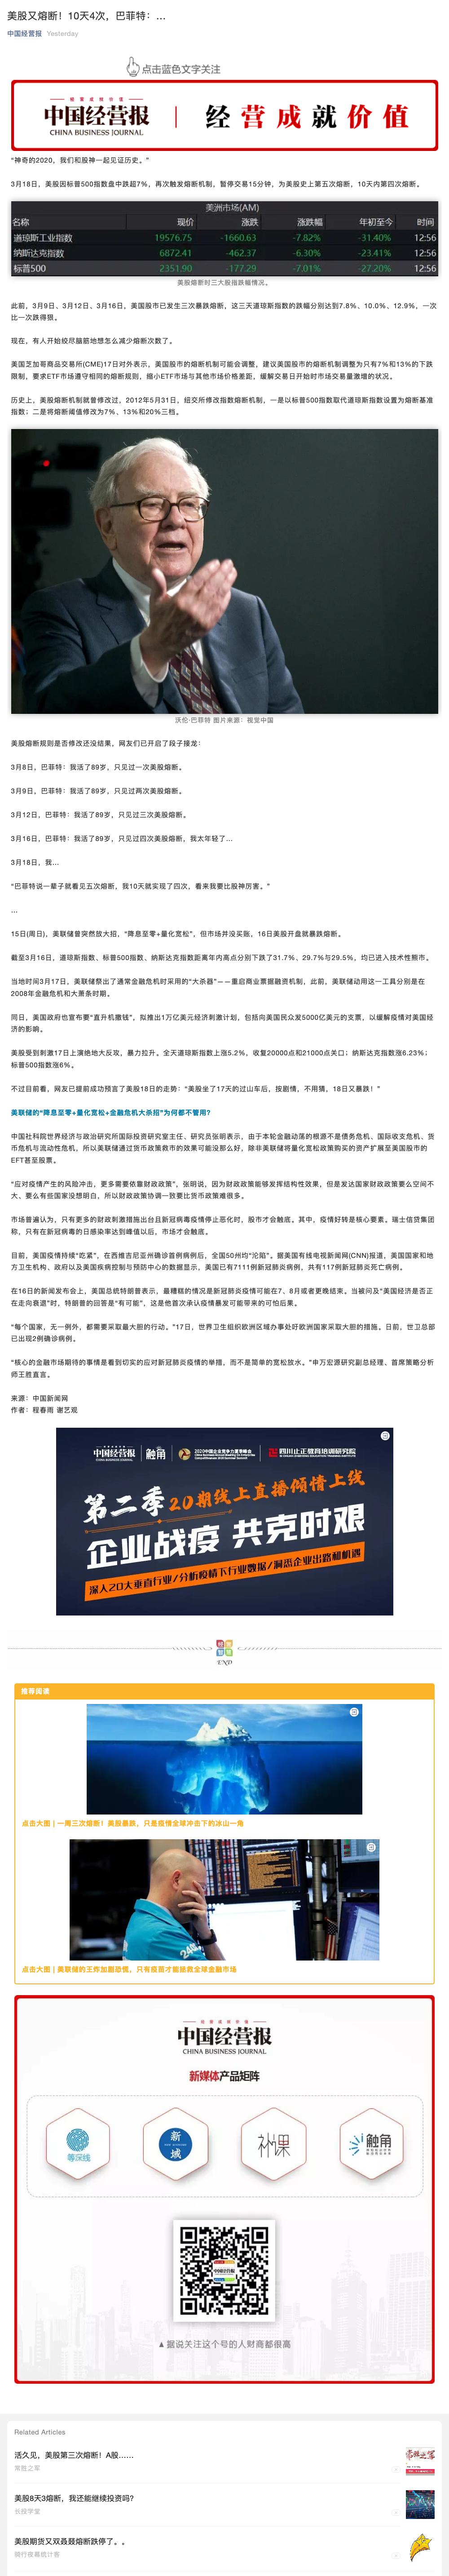 美股又熔断！10天4次，巴菲特：…
中国经营报 Yesterday
点击蓝色文字关注
经营成就价值
中国经营报
CHINA BUSINESS JOURNAL
经营成就价值
“神奇的2020，我们和股神一起见证历史。”
3月18日，美股因标普500指数盘中跌超7%，再次触发熔断机制，暂停交易15分钟，为美股史上第五次熔断，10天内第四次熔断。
美洲市场(AM)
名称 现价 涨跌 涨跌幅 年初至今 时间
道琼斯工业指数 19576.75 -1660.63 -7.82% -31.40% 12:56
纳斯达克指数 6872.41 -462.37 -6.30% -23.41% 12:56
标普500 2351.90 -177.29 -7.01% -27.20% 12:56
美股熔断时三大股指跌幅情况。
此前，3月9日、3月12日、3月16日，美国股市已发生三次暴跌熔断，这三天道琼斯指数的跌幅分别达到7.8%、10.0%、12.9%，一次
比一次跌得狠。
现在，有人开始绞尽脑筋地想怎么减少熔断次数了。
美国芝加哥商品交易所(CME)17日对外表示，美国股市的熔断机制可能会调整，建议美国股市的熔断机制调整为只有7%和13%的下跌
限制，要求ETF市场遵守相同的熔断规则，缩小ETF市场与其他市场价格差距，缓解交易日开始时市场交易量激增的状况。
历史上，美股熔断机制就曾修改过，2012年5月31日，纽交所修改指数熔断机制，一是以标普500指数取代道琼斯指数设置为熔断基准
指数；二是将熔断阈值修改为7%、13%和20%三档。
沃伦·巴菲特 图片来源：视觉中国
美股熔断规则是否修改还没结果，网友们已开启了段子接龙：
3月8日，巴菲特：我活了89岁，只见过一次美股熔断。
3月9日，巴菲特：我活了89岁，只见过两次美股熔断。
3月12日，巴菲特：我活了89岁，只见过三次美股熔断。
3月16日，巴菲特：我活了89岁，只见过四次美股熔断，我太年轻了…
3月18日，我…
“巴菲特说一辈子就看见五次熔断，我10天就实现了四次，看来我要比股神厉害。”
…
15日(周日)，美联储曾突然放大招，“降息至零+量化宽松”，但市场并没买账，16日美股开盘就暴跌熔断。
截至3月16日，道琼斯指数、标普500指数、纳斯达克指数距离年内高点分别下跌了31.7%、29.7%与29.5%，均已进入技术性熊市。
当地时间3月17日，美联储祭出了通常金融危机时采用的“大杀器”——重启商业票据融资机制，此前，美联储动用这一工具分别是在
2008年金融危机和大萧条时期。
同日，美国政府也宣布要“直升机撒钱”，拟推出1万亿美元经济刺激计划，包括向美国民众发5000亿美元的支票，以缓解疫情对美国经
济的影响。
美股受到刺激17日上演绝地大反攻，暴力拉升。全天道琼斯指数上涨5.2%，收复20000点和21000点关口；纳斯达克指数涨6.23%；
标普500指数涨6%。
不过目前看，网友已提前成功预言了美股18日的走势：“美股坐了17天的过山车后，按剧情，不用猜，18日又暴跌！”
美联储的“降息至零+量化宽松+金融危机大杀招”为何都不管用？
中国社科院世界经济与政治研究所国际投资研究室主任、研究员张明表示，由于本轮金融动荡的根源不是债务危机、国际收支危机、货
币危机与流动性危机，所以美联储通过货币政策救市的效果可能没那么好，除非美联储将量化宽松政策购买的资产扩展至美国股市的
EFT甚至股票。
“应对疫情产生的风险冲击，更多需要依靠财政政策”，张明说，因为财政政策能够发挥结构性效果，但是发达国家财政政策要么空间不
大、要么有些国家没想明白，所以财政政策协调一致要比货币政策难很多。
市场普遍认为，只有更多的财政刺激措施出台且新冠病毒疫情停止恶化时，股市才会触底。其中，疫情好转是核心要素。瑞士信贷集团
称，只有在新冠病毒的日感染率达到峰值以后，市场才会触底。
目前，美国疫情持续“吃紧”，在西维吉尼亚州确诊首例病例后，全国50州均“沦陷”。据美国有线电视新闻网(CNN)报道，美国国家和地
方卫生机构、政府以及美国疾病控制与预防中心的数据显示，美国已有7111例新冠肺炎病例，共有117例新冠肺炎死亡病例。
在16日的新闻发布会上，美国总统特朗普表示，最糟糕的情况是新冠肺炎疫情可能在7、8月或者更晚结束。当被问及“美国经济是否正
在走向衰退”时，特朗普的回答是“有可能”，这是他首次承认疫情暴发可能带来的可怕后果。
“每个国家，无一例外，都需要采取最大胆的行动。”17日，世界卫生组织欧洲区域办事处吁欧洲国家采取大胆的措施。日前，世卫总部
已出现2例确诊病例。
“核心的金融市场期待的事情是看到切实的应对新冠肺炎疫情的举措，而不是简单的宽松放水。”申万宏源研究副总经理、首席策略分析
师王胜直言。
来源：中国新闻网
作者：程春雨 谢艺观
中国经营报 触角 2020中国企业竞争力夏季峰会 四川止正教育培训研究院
第二季20期线上直播倾情上线
企业战疫 共克时艰
深入20大垂直行业/分析疫情下行业数据/洞悉企业出路和机遇
END
推荐阅读
点击大图 | 一周三次熔断！美股暴跌，只是疫情全球冲击下的冰山一角
点击大图 | 美联储的王炸加剧恐慌，只有疫苗才能拯救全球金融市场
经营成就价值
中国经营报
CHINA BUSINESS JOURNAL
新媒体产品矩阵
等深线
新域
补课
触角
▲据说关注这个号的人财商都很高
Related Articles
活久见，美股第三次熔断！A股……
常胜之军
美股8天3熔断，我还能继续投资吗？
长投学堂
美股期货又双叒叕熔断跌停了。。